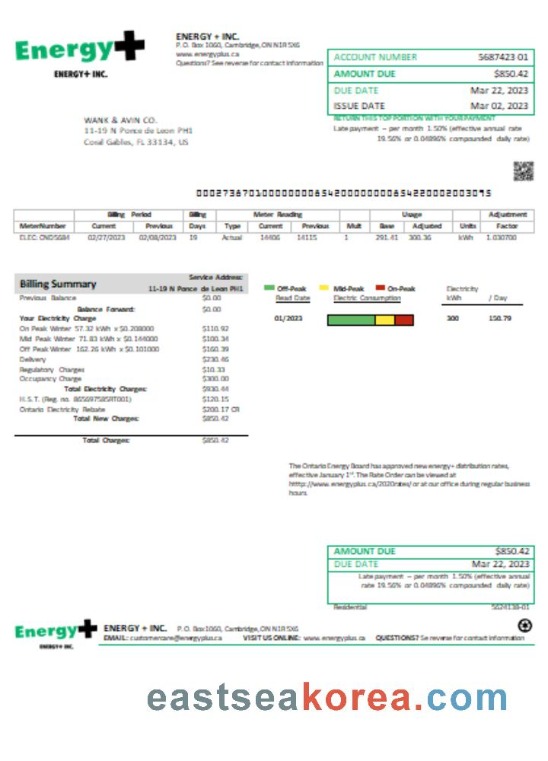 Energy+
ENERGY+ INC.
ENERGY + INC.
P.O. Box 1060, Cambridge, ON N1R 5X6
www.energyplus.ca
Questions? See reverse for contact information
ACCOUNT NUMBER 5687423-01
AMOUNT DUE $850.42
DUE DATE Mar 22, 2023
ISSUE DATE Mar 02, 2023
RETURN THIS TOP PORTION WITH YOUR PAYMENT
Late payment – per month 1.50% (effective annual rate
19.56% or 0.04896% compounded daily rate)
WANK & AVIN CO.
11-19 N Ponce de Leon PH1
Coral Gables, FL 33134, US
Billing Period Billing Meter Reading Usage Adjustment
MeterNumber Current Previous Days Type Current Previous Mult Base Adjusted Units Factor
ELEC. OND5684 02/27/2023 02/08/2023 19 Actual 14406 14115 1 291.41 300.36 kWh 1.030700
Billing Summary
Service Address:
11-19 N Ponce de Leon PH1
Previous Balance $0.00
Balance Forward: $0.00
Your Electricity Charge
On Peak Winter 57.32 kWh x $0.208000 $110.92
Mid Peak Winter 71.83 kWh x $0.144000 $100.34
Off Peak Winter 162.26 kWh x $0.101000 $160.39
Delivery $230.46
Regulatory Charges $10.33
Occupancy Charge $300.00
Total Electricity Charges: $930.44
H.S.T. (Reg. no. 865697585RT001) $120.15
Ontario Electricity Rebate $200.17 CR
Total New Charges: $850.42
Total Charges: $850.42
Off-Peak Mid-Peak On-Peak
Read Date Electric Consumption
Electricity
kWh / Day
01/2023 300 150.79
The Ontario Energy Board has approved new energy+ distribution rates,
effective January 1st. The Rate Order can be viewed at
http://www.energyplus.ca/2020rates/ or at our office during regular business
hours.
AMOUNT DUE $850.42
DUE DATE Mar 22, 2023
Late payment – per month 1.50% (effective annual
rate 19.56% or 0.04896% compounded daily rate)
Residential 5624138-01
Energy+
ENERGY+ INC.
ENERGY + INC. P.O. Box 1060, Cambridge, ON N1R 5X6
EMAIL: customercare@energyplus.ca VISIT US ONLINE: www.energyplus.ca QUESTIONS? See reverse for contact information
eastseakorea.com